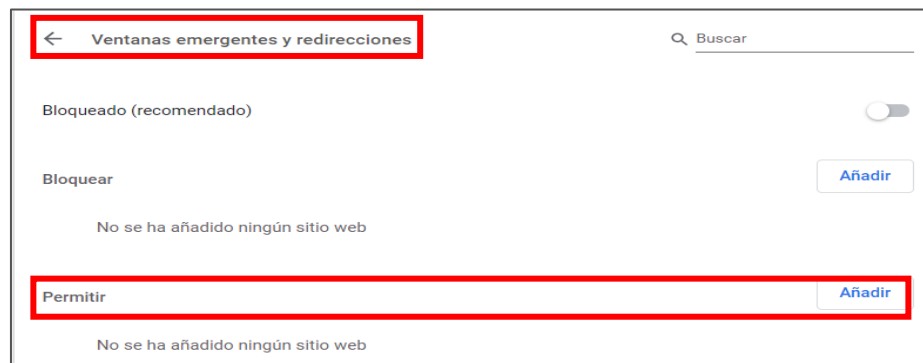 Ventanas emergentes y redirecciones
Buscar
Bloqueado (recomendado)
Bloquear
Añadir
No se ha añadido ningún sitio web
Permitir
Añadir
No se ha añadido ningún sitio web